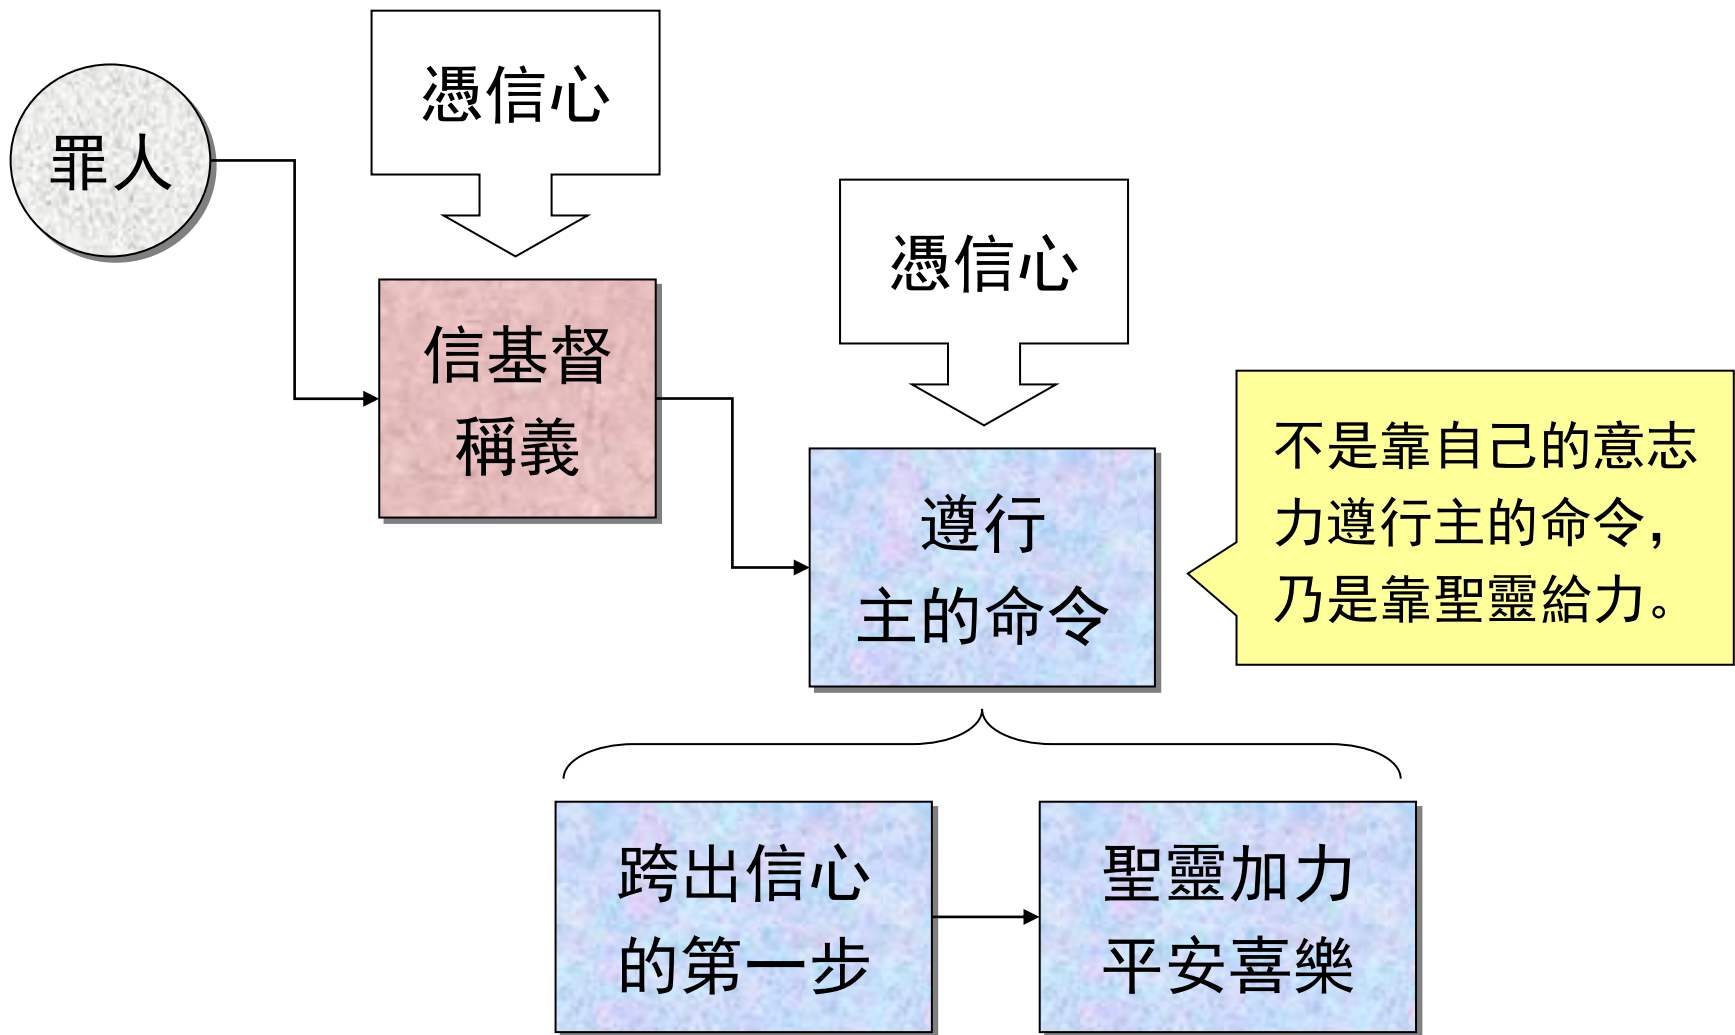 憑信心
罪人
憑信心
信基督
稱義
遵行
主的命令
不是靠自己的意志
力遵行主的命令，
乃是靠聖靈給力。
跨出信心
的第一步
聖靈加力
平安喜樂